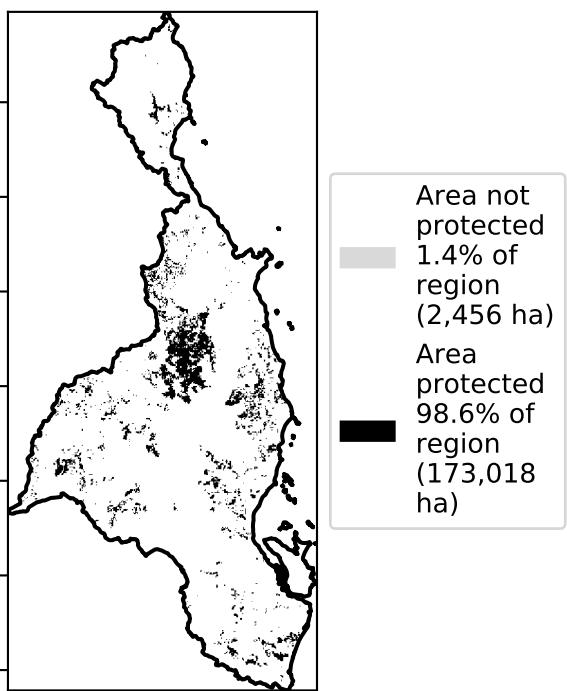 Area not
protected
1.4% of
region
(2,456 ha)
Area
protected
98.6% of
region
(173,018
ha)